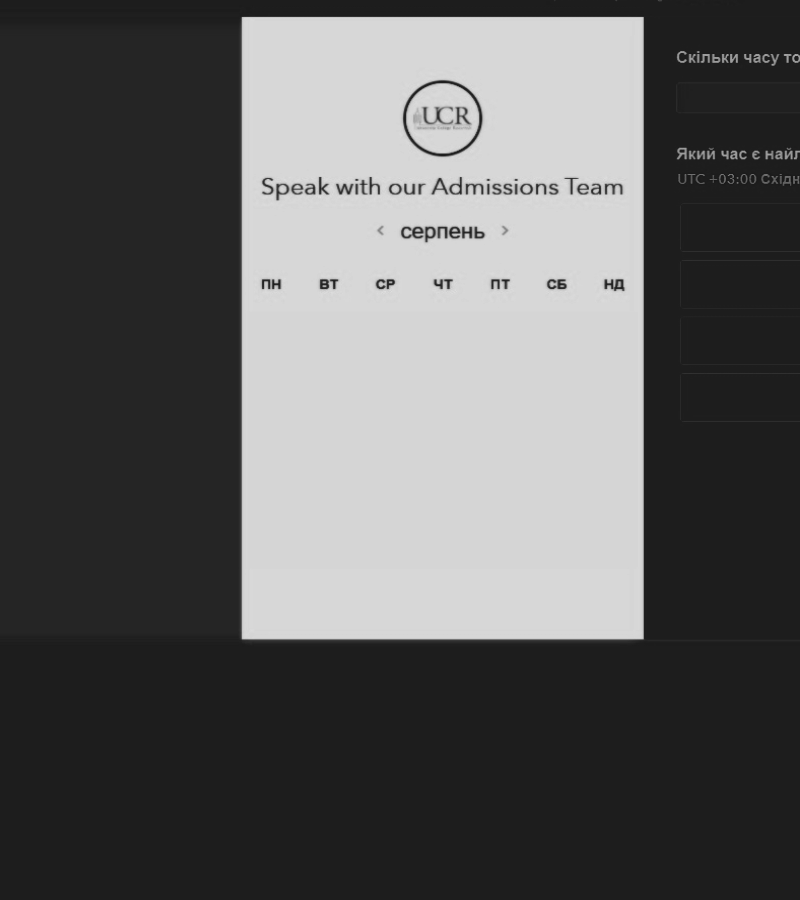 UCR
Speak with our Admissions Team
< серпень >
ПН ВТ СР ЧТ ПТ СБ НД
Скільки часу то
Який час є найл
UTC +03:00 Східн